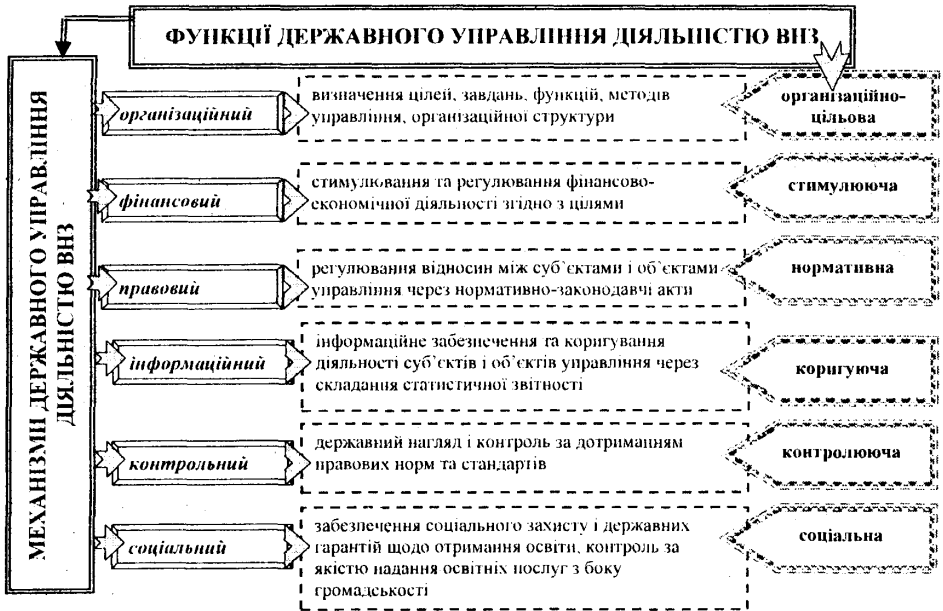 ФУНКЦІЇ ДЕРЖАВНОГО УПРАВЛІННЯ ДІЯЛЬНІСТЮ ВНЗ
МЕХАНІЗМИ ДЕРЖАВНОГО УПРАВЛІННЯ
ДІЯЛЬНІСТЮ ВНЗ
організаційний
визначення цілей, завдань, функцій, методів
управління, організаційної структури
організаційно-
цільова
фінансовий
стимулювання та регулювання фінансово-
економічної діяльності згідно з цілями
стимулююча
правовий
регулювання відносин між суб'єктами і об'єктами
управління через нормативно-законодавчі акти
нормативна
інформаційний
інформаційне забезпечення та коригування
діяльності суб'єктів і об'єктів управління через
складання статистичної звітності
коригуюча
контрольний
державний нагляд і контроль за дотриманням
правових норм та стандартів
контролююча
соціальний
забезпечення соціального захисту і державних
гарантій щодо отримання освіти, контроль за
якістю надання освітніх послуг з боку
громадськості
соціальна